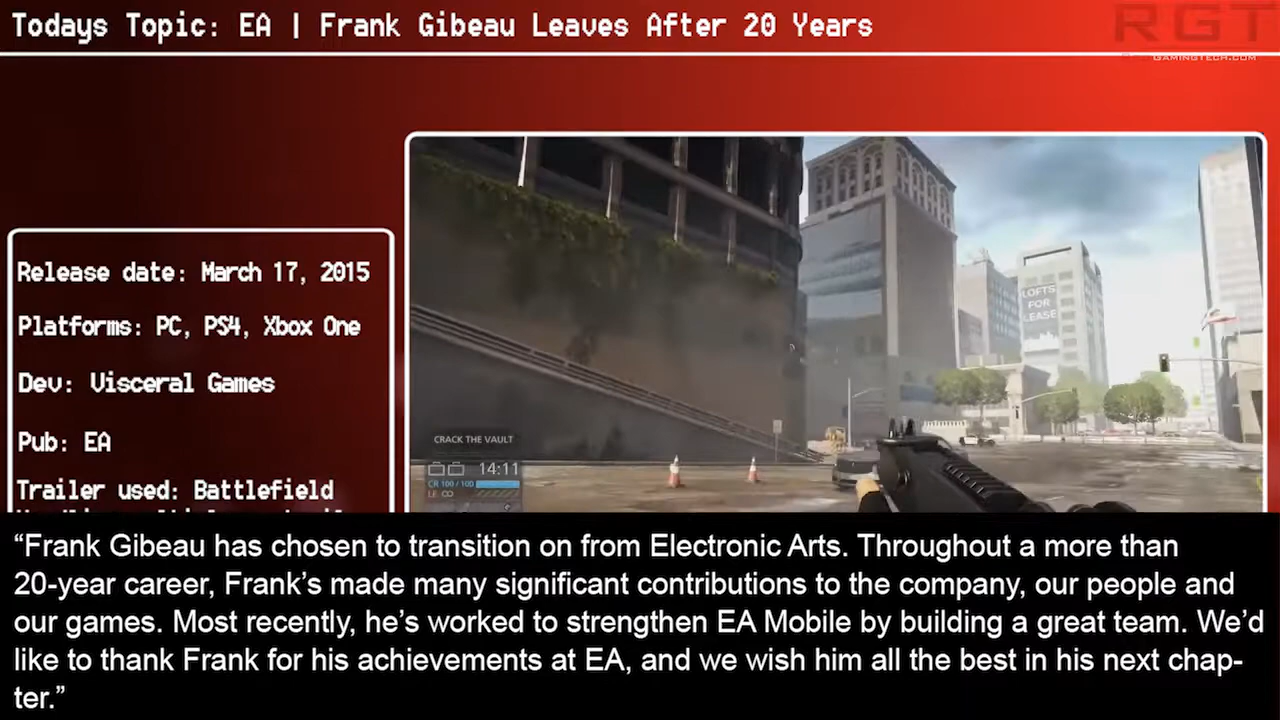 Todays Topic: EA | Frank Gibeau Leaves After 20 Years
RGT
GAMINGTECH.COM
Release date: March 17, 2015
Platforms: PC, PS4, Xbox One
Dev: Visceral Games
Pub: EA
Trailer used: Battlefield
LOFTS
FOR
LEASE
CRACK THE VAULT
14:11
CR 100 / 100
“Frank Gibeau has chosen to transition on from Electronic Arts. Throughout a more than
20-year career, Frank’s made many significant contributions to the company, our people and
our games. Most recently, he’s worked to strengthen EA Mobile by building a great team. We’d
like to thank Frank for his achievements at EA, and we wish him all the best in his next chap-
ter.”